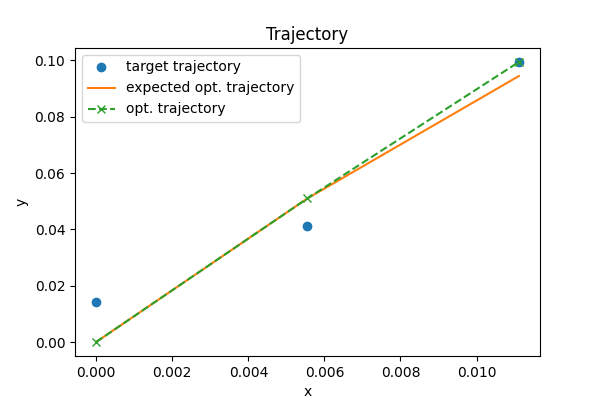 Trajectory
target trajectory
expected opt. trajectory
opt. trajectory
0.10
0.08
0.06
0.04
0.02
0.00
y
0.000 0.002 0.004 0.006 0.008 0.010
x